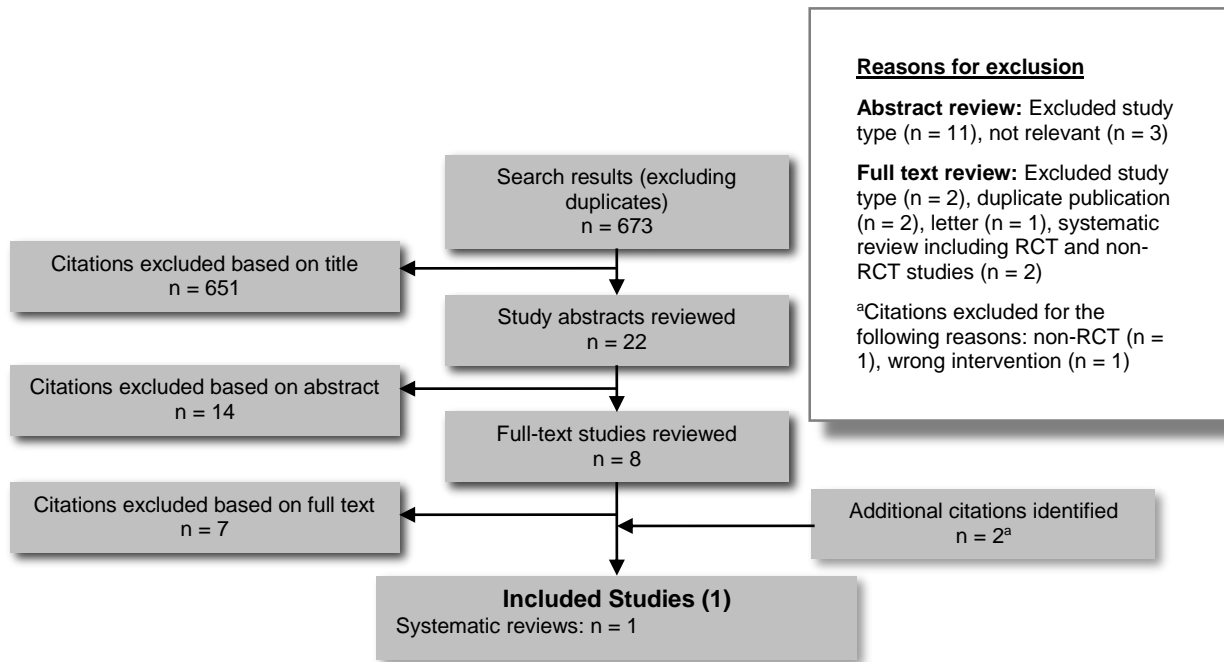 Reasons for exclusion
Abstract review: Excluded study
type (n = 11), not relevant (n = 3)
Full text review: Excluded study
type (n = 2), duplicate publication
(n = 2), letter (n = 1), systematic
review including RCT and non-
RCT studies (n = 2)
ᵃCitations excluded for the
following reasons: non-RCT (n =
1), wrong intervention (n = 1)
Search results (excluding
duplicates)
n = 673
Citations excluded based on title
n = 651
Study abstracts reviewed
n = 22
Citations excluded based on abstract
n = 14
Full-text studies reviewed
n = 8
Citations excluded based on full text
n = 7
Additional citations identified
n = 2ᵃ
Included Studies (1)
Systematic reviews: n = 1